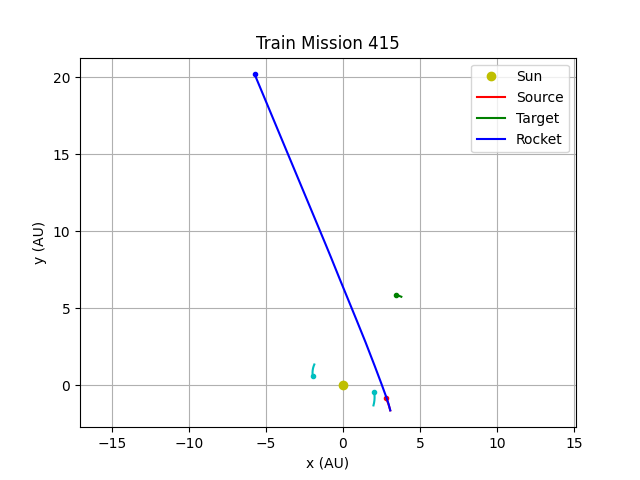 Train Mission 415
Sun
Source
Target
Rocket
20
15
10
5
0
y (AU)
−15
−10
−5
0
5
10
15
x (AU)